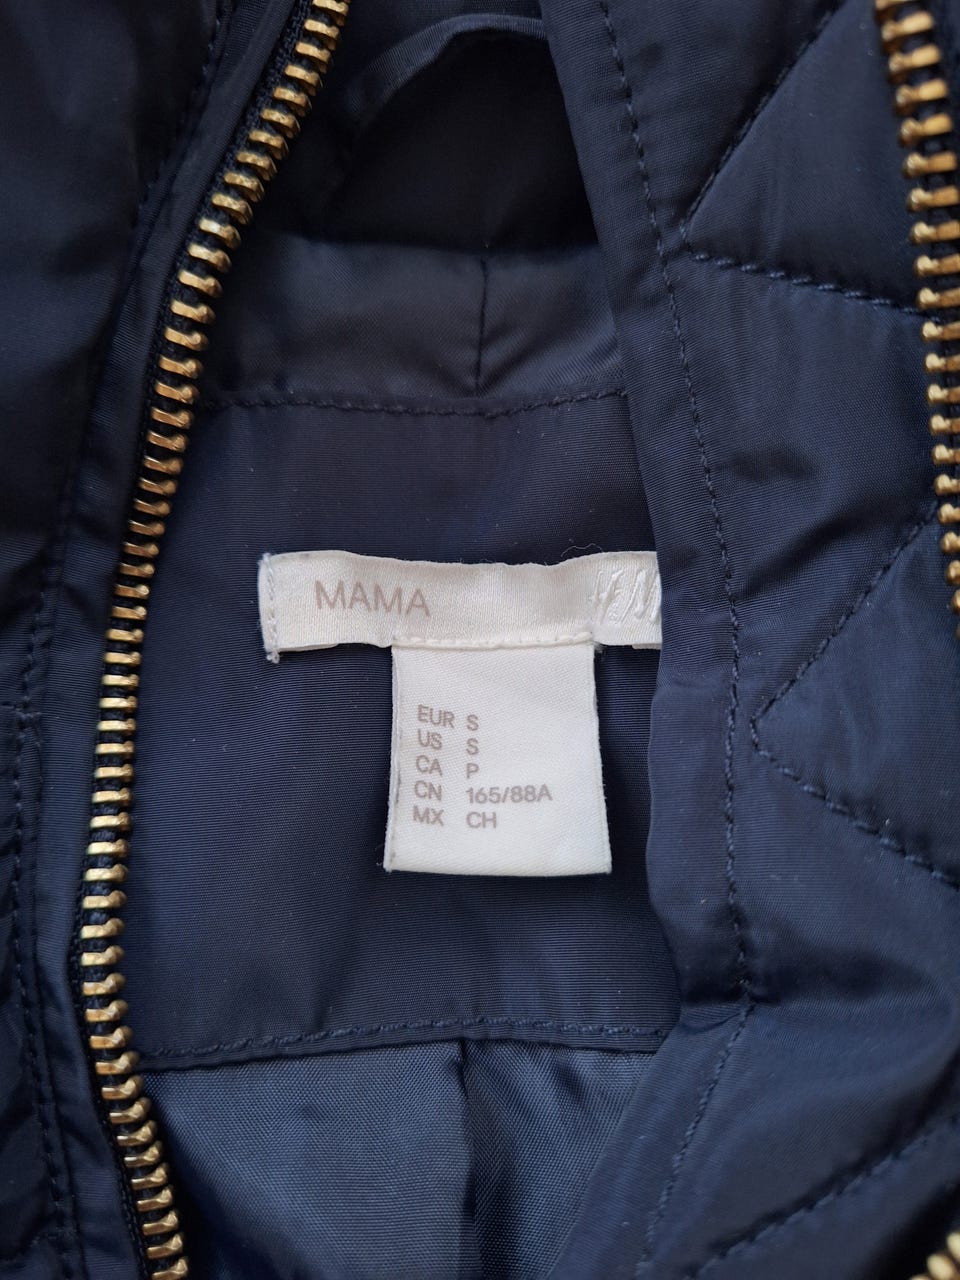 MAMA H&M
EUR S
US S
CA P
CN 165/88A
MX CH